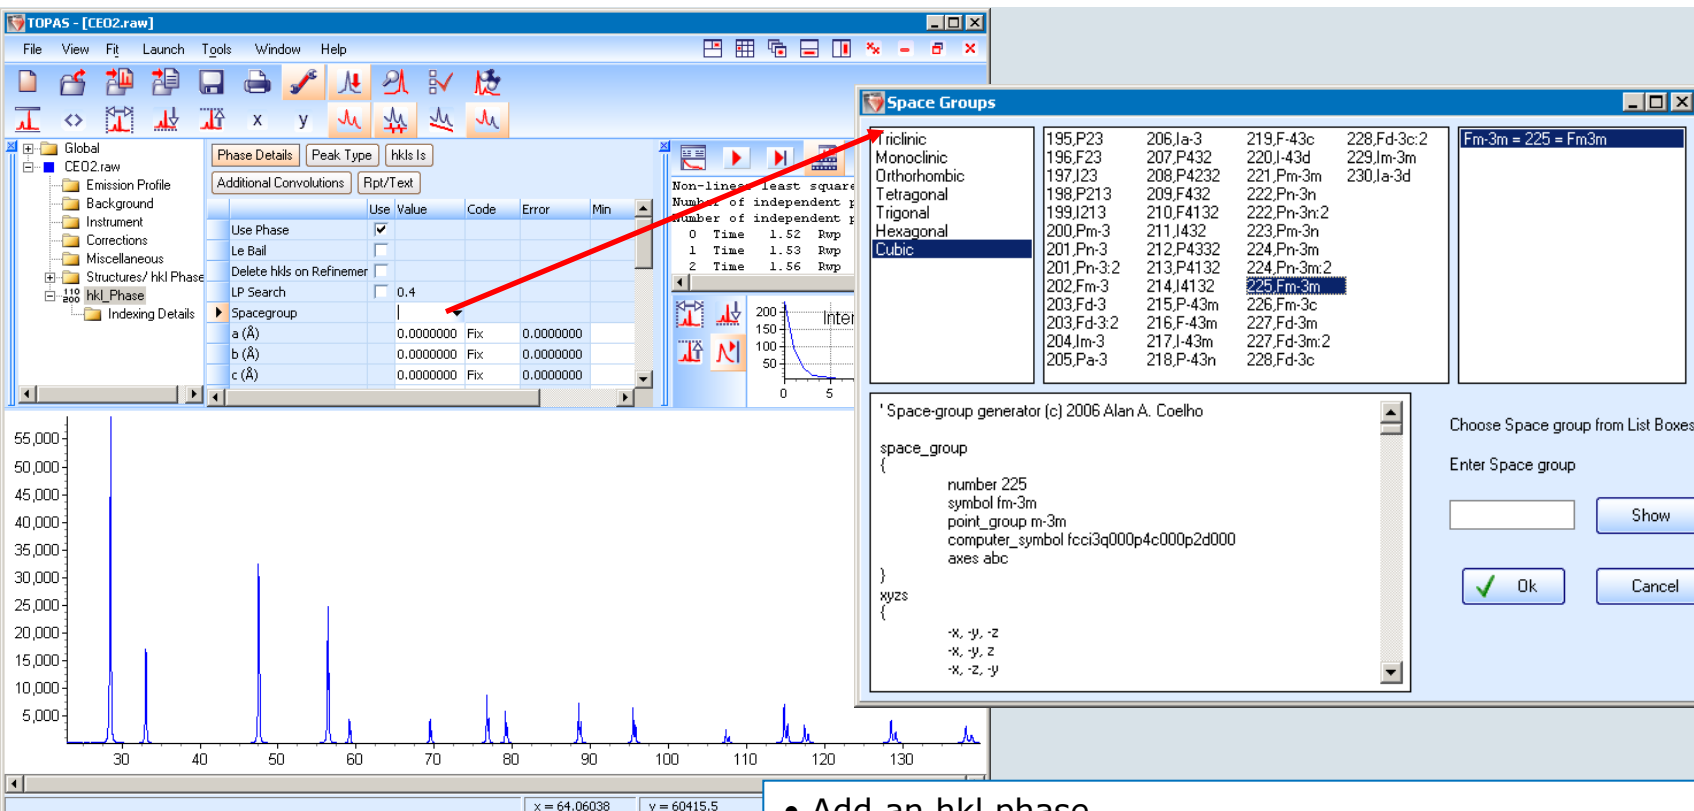 TOPAS - [CEO2.raw]
File View Fit Launch Tools Window Help
x y
Global
CEO2.raw
Emission Profile
Background
Instrument
Corrections
Miscellaneous
Structures/ hkl Phase
hkl_Phase
Indexing Details
Phase Details Peak Type hkls Is
Additional Convolutions Rpt/Text
Use Value Code Error Min
Use Phase
Le Bail
Delete hkls on Refinemer
LP Search 0.4
Spacegroup
a (Å) 0.0000000 Fix 0.0000000
b (Å) 0.0000000 Fix 0.0000000
c (Å) 0.0000000 Fix 0.0000000
Non-linear least square
Number of independent p
Number of independent p
0 Time 1.52 Rwp
1 Time 1.53 Rwp
2 Time 1.56 Rwp
200
150
100
50
Inter
0 5
55,000
50,000
45,000
40,000
35,000
30,000
25,000
20,000
15,000
10,000
5,000
30 40 50 60 70 80 90 100 110 120 130
x = 64.06038 y = 60415.5
Space Groups
Triclinic
Monoclinic
Orthorhombic
Tetragonal
Trigonal
Hexagonal
Cubic
195,P23 206,Ia-3 219,F-43c 228,Fd-3c:2
196,F23 207,P432 220,I-43d 229,Im-3m
197,I23 208,P4232 221,Pm-3m 230,Ia-3d
198,P213 209,F432 222,Pn-3n
199,I213 210,F4132 222,Pn-3n:2
200,Pm-3 211,I432 223,Pm-3n
201,Pn-3 212,P4332 224,Pn-3m
201,Pn-3:2 213,P4132 224,Pn-3m:2
202,Fm-3 214,I4132 225,Fm-3m
203,Fd-3 215,P-43m 226,Fm-3c
203,Fd-3:2 216,F-43m 227,Fd-3m
204,Im-3 217,I-43m 227,Fd-3m:2
205,Pa-3 218,P-43n 228,Fd-3c
Fm-3m = 225 = Fm3m
' Space-group generator (c) 2006 Alan A. Coelho
space_group
{
number 225
symbol fm-3m
point_group m-3m
computer_symbol fcci3q000p4c000p2d000
axes abc
}
xyzs
{
-x, -y, -z
-x, -y, z
-x, -z, -y
Choose Space group from List Boxes
Enter Space group
Show
Ok Cancel
• Add an hkl phase